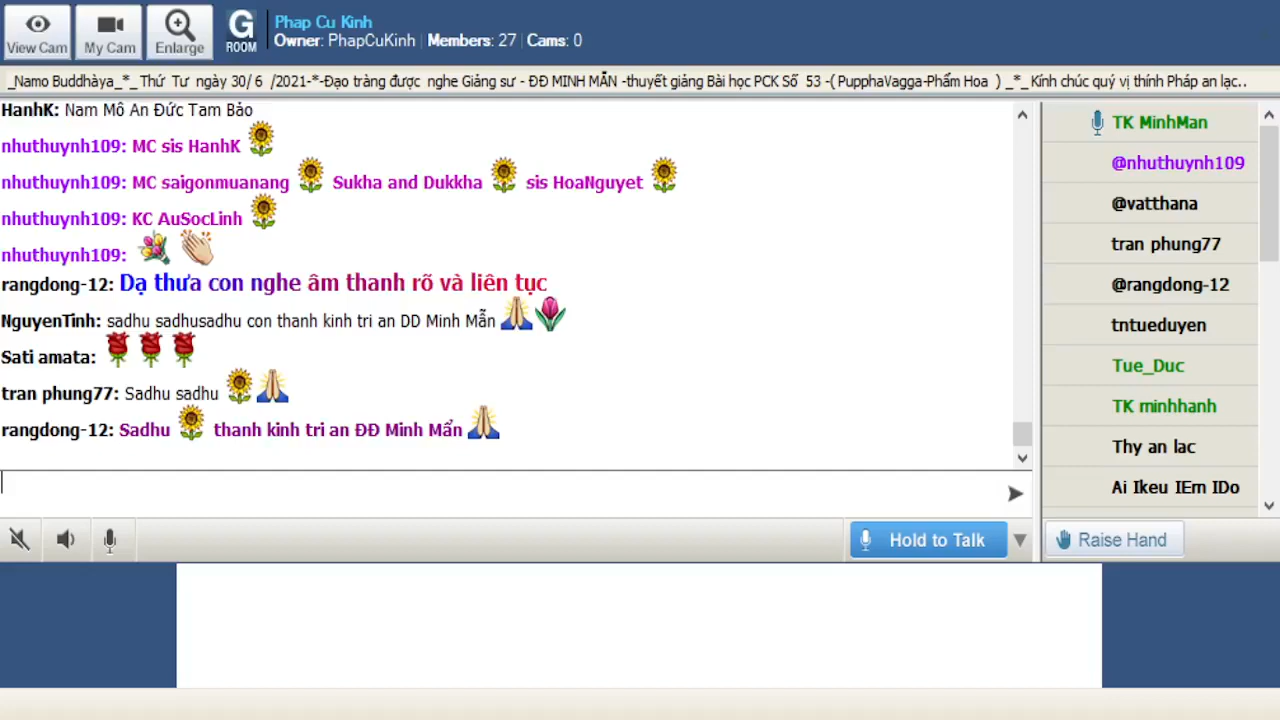 View Cam
My Cam
Enlarge
G
ROOM
Phap Cu Kinh
Owner: PhapCuKinh | Members: 27 | Cams: 0
_Namo Buddhàya_*_ Thứ Tư ngày 30/ 6 /2021-*-Đạo tràng được nghe Giảng sư - ĐĐ MINH MẪN -thuyết giảng Bài học PCK Số 53 -( PupphaVagga-Phẩm Hoa ) _*_ Kính chúc quý vị thính Pháp an lạc..
HanhK: Nam Mô Ân Đức Tam Bảo
nhuthuynh109: MC sis HanhK
nhuthuynh109: MC saigonmuanang Sukha and Dukkha sis HoaNguyet
nhuthuynh109: KC AuSocLinh
nhuthuynh109:
rangdong-12: Dạ thưa con nghe âm thanh rõ và liên tục
NguyenTinh: sadhu sadhusadhu con thanh kinh tri an DD Minh Mẫn
Sati amata:
tran phung77: Sadhu sadhu
rangdong-12: Sadhu thanh kinh tri an ĐĐ Minh Mẩn
TK MinhMan
@nhuthuynh109
@vatthana
tran phung77
@rangdong-12
tntueduyen
Tue_Duc
TK minhhanh
Thy an lac
Ai Ikeu IEm IDo
Hold to Talk
Raise Hand